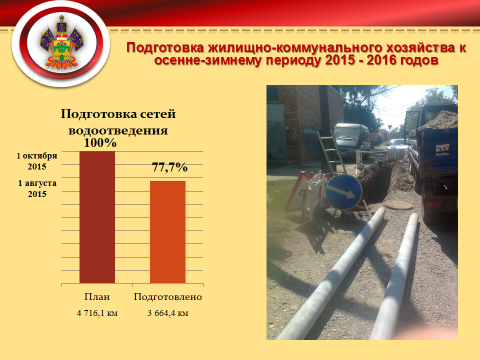 Подготовка жилищно-коммунального хозяйства к
осенне-зимнему периоду 2015 - 2016 годов
Подготовка сетей
водоотведения
100%
77,7%
1 октября
2015
1 августа
2015
План
Подготовлено
4 716,1 км
3 664,4 км